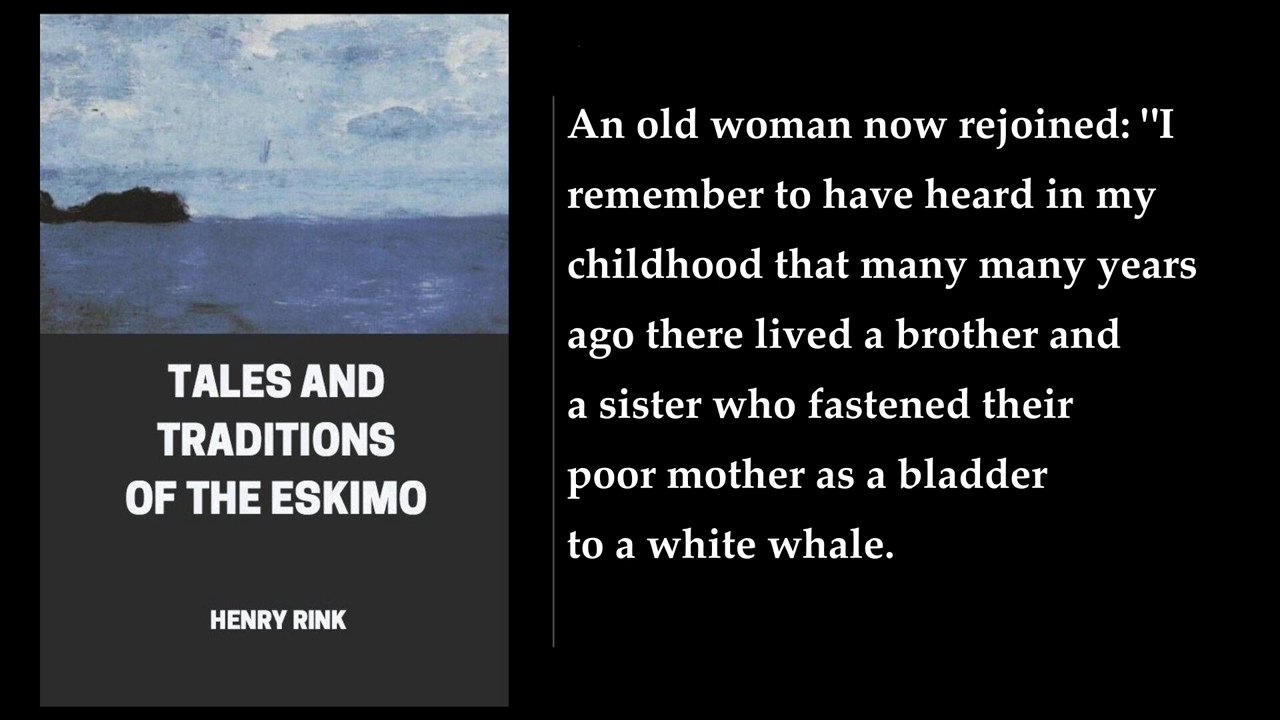 TALES AND
TRADITIONS
OF THE ESKIMO
HENRY RINK
An old woman now rejoined: "I
remember to have heard in my
childhood that many many years
ago there lived a brother and
a sister who fastened their
poor mother as a bladder
to a white whale.